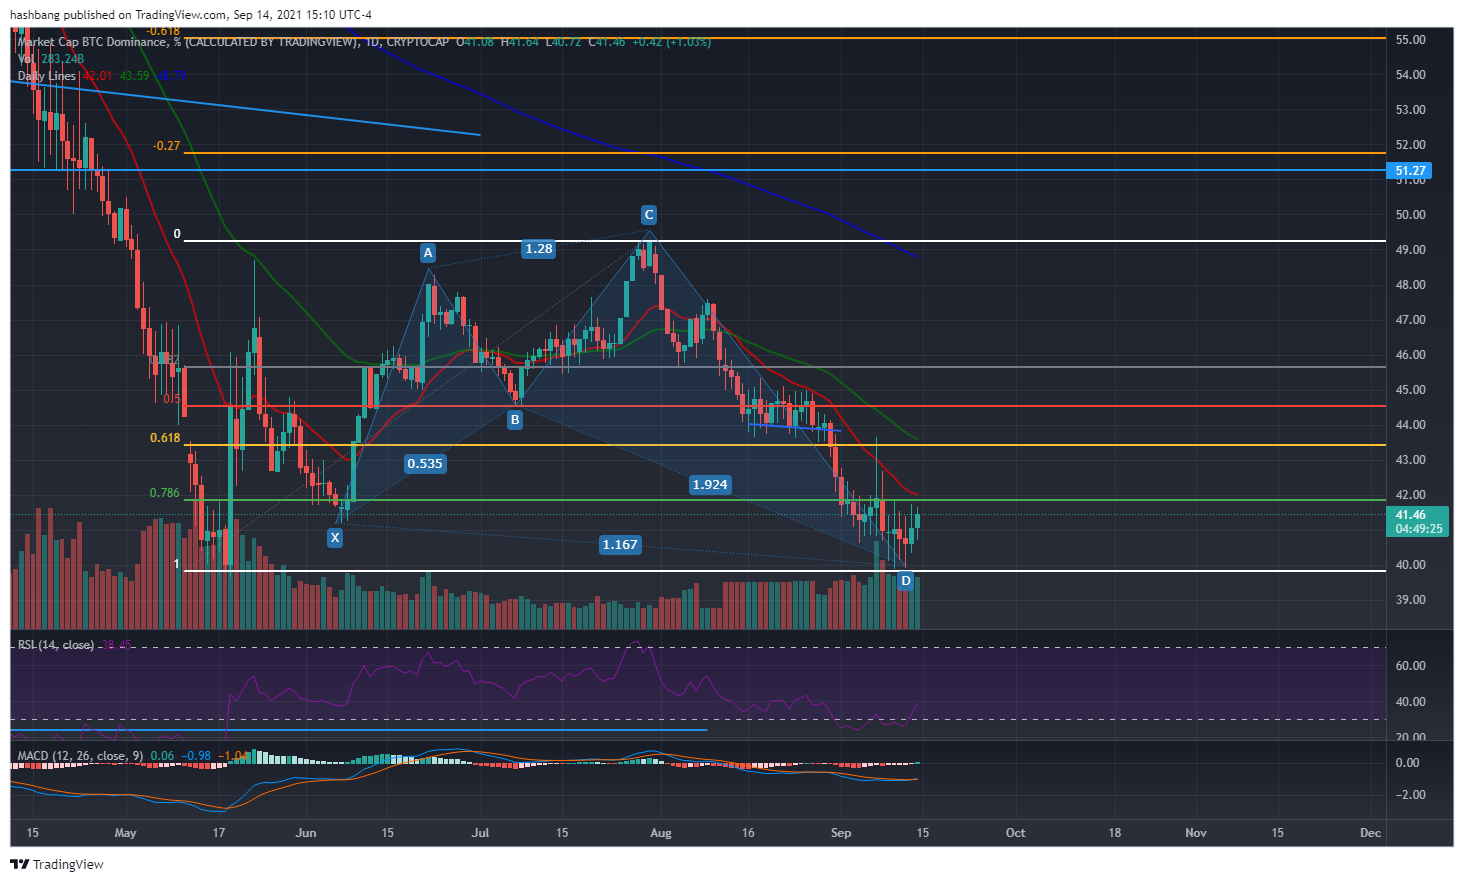 hashbang published on TradingView.com, Sep 14, 2021 15:10 UTC-4
-0.618
Market Cap BTC Dominance, % (CALCULATED BY TRADINGVIEW), 1D, CRYPTOCAP O41.08 H41.64 L40.72 C41.46 +0.42 (+1.03%)
Vol 283.24B
Daily Lines 42.01 43.59
55.00
54.00
53.00
52.00
51.27
51.00
50.00
49.00
48.00
47.00
46.00
45.00
44.00
43.00
42.00
41.46
04:49:25
40.00
39.00
-0.27
0
0.5
0.618
0.786
1
A
1.28
C
B
0.535
1.924
X
1.167
D
RSI (14, close) 38.45
60.00
40.00
20.00
MACD (12, 26, close, 9) 0.06 −0.98 −1.04
0.00
−2.00
15 May 17 Jun 15 Jul 15 Aug 16 Sep 15 Oct 18 Nov 15 Dec
TradingView